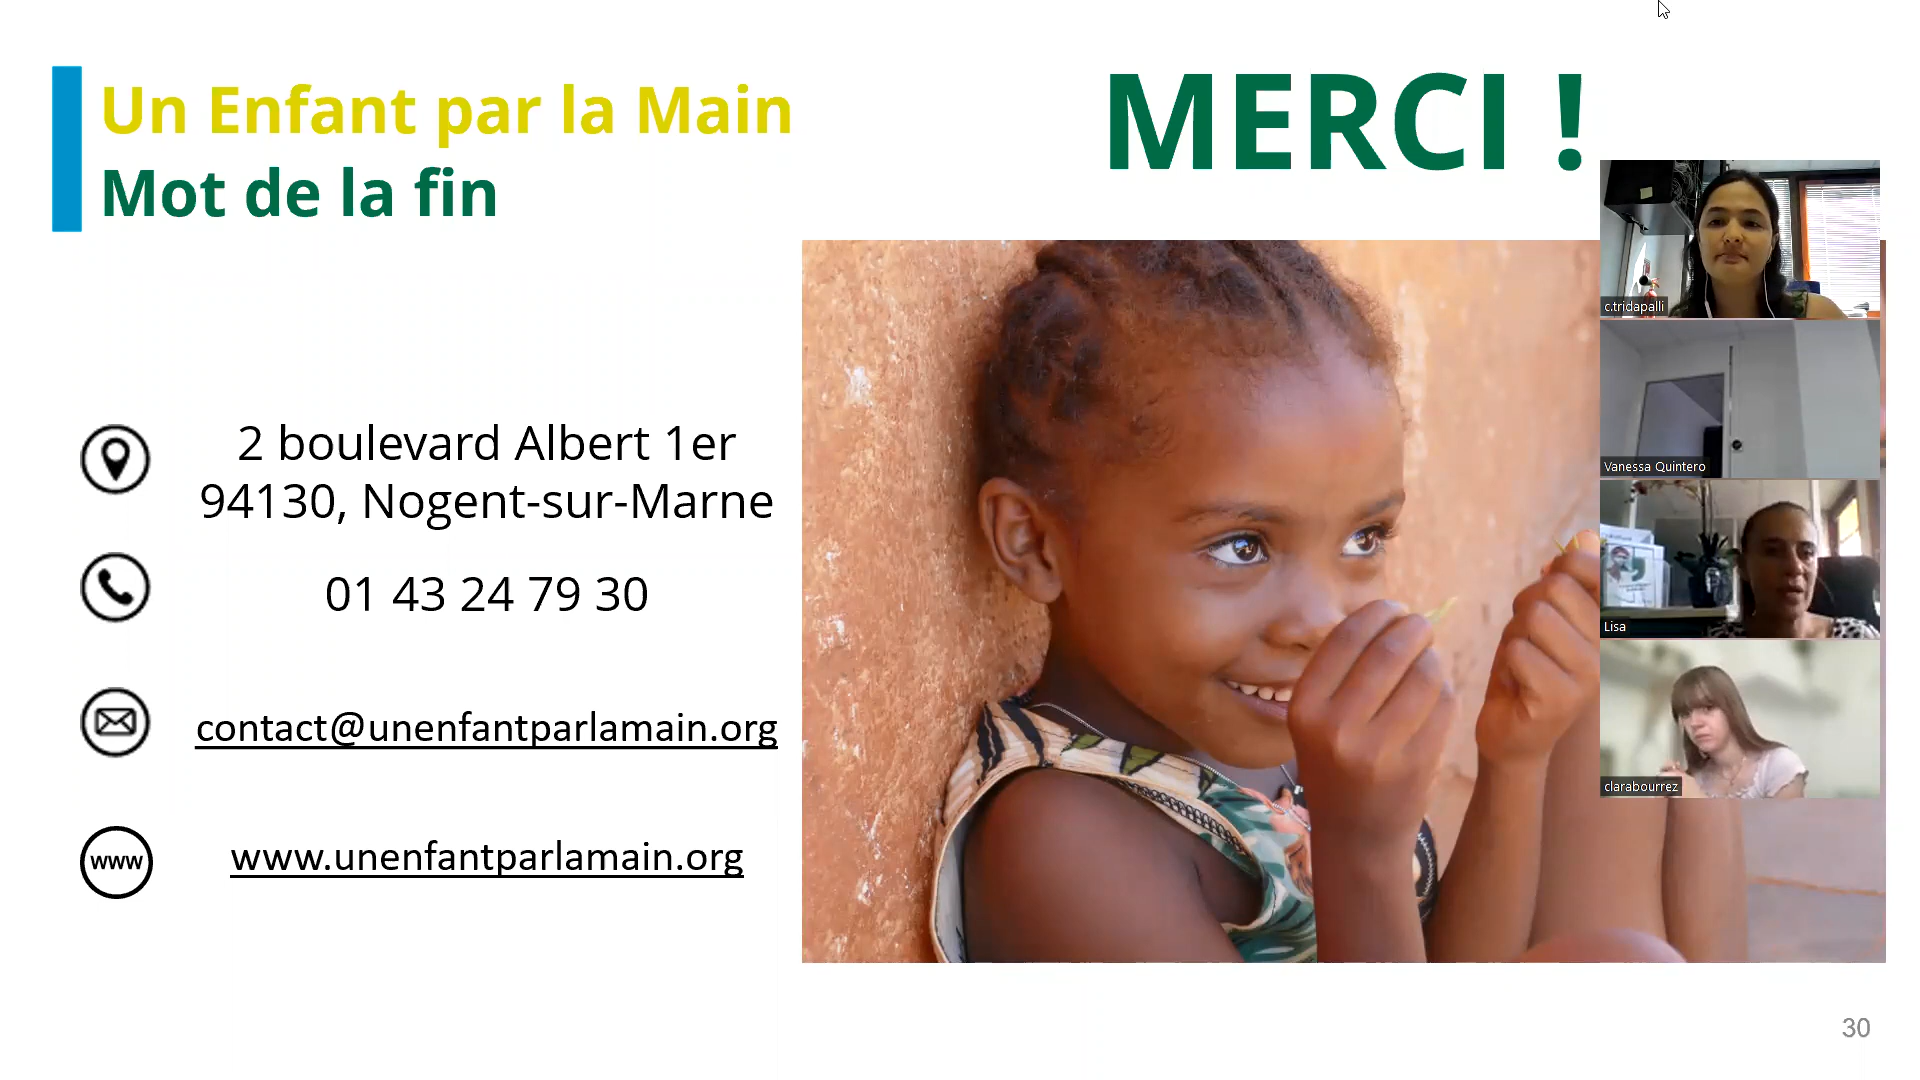 Un Enfant par la Main
Mot de la fin
MERCI !
2 boulevard Albert 1er
94130, Nogent-sur-Marne
01 43 24 79 30
contact@unenfantparlamain.org
www
www.unenfantparlamain.org
c.tridapalli
Vanessa Quintero
Lisa
clarabourrez
30